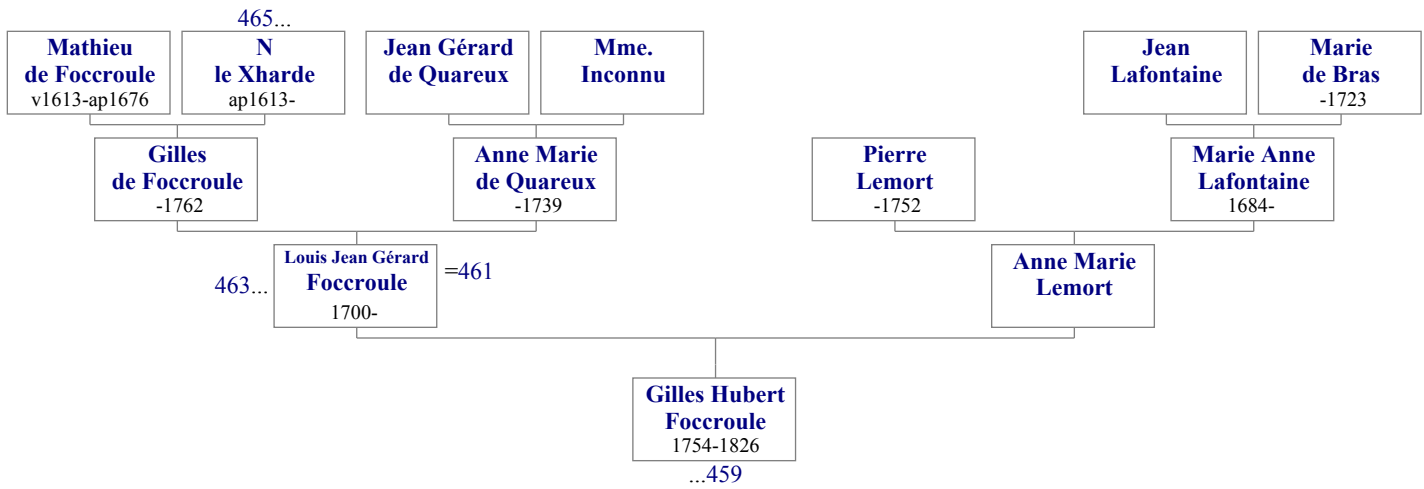 465...
Mathieu
de Foccroule
v1613-ap1676
N
le Xharde
ap1613-
Jean Gérard
de Quareux
Mme.
Inconnu
Jean
Lafontaine
Marie
de Bras
-1723
Gilles
de Foccroule
-1762
Anne Marie
de Quareux
-1739
Pierre
Lemort
-1752
Marie Anne
Lafontaine
1684-
463...
Louis Jean Gérard
Foccroule
1700-
=461
Anne Marie
Lemort
Gilles Hubert
Foccroule
1754-1826
...459